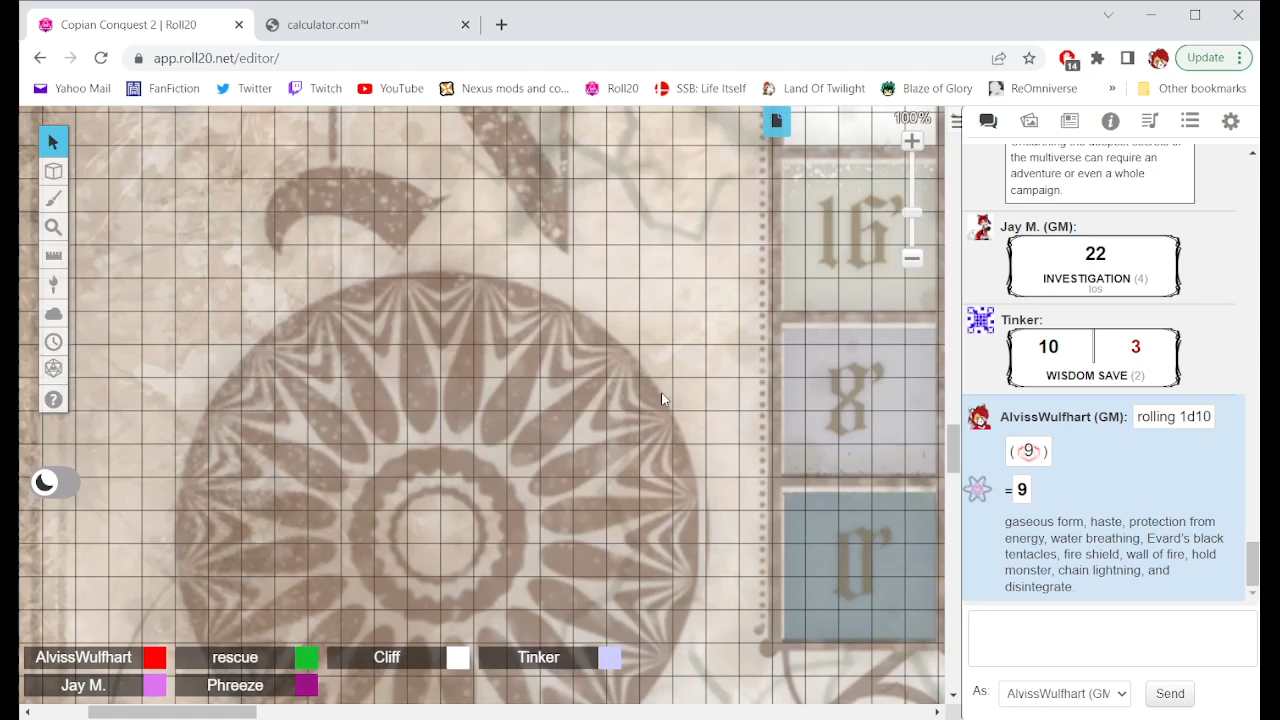 Copian Conquest 2 | Roll20
calculator.com™
app.roll20.net/editor/
14
Update
Yahoo Mail
FanFiction
Twitter
Twitch
YouTube
Nexus mods and co...
Roll20
SSB: Life Itself
Land Of Twilight
Blaze of Glory
ReOmniverse
»
Other bookmarks
100%
16'
8'
0'
the multiverse can require an
adventure or even a whole
campaign.
Jay M. (GM):
22
INVESTIGATION (4)
los
Tinker:
10 3
WISDOM SAVE (2)
AlvissWulfhart (GM): rolling 1d10
(9)
=9
gaseous form, haste, protection from
energy, water breathing, Evard's black
tentacles, fire shield, wall of fire, hold
monster, chain lightning, and
disintegrate.
AlvissWulfhart
rescue
Cliff
Tinker
Jay M.
Phreeze
As: AlvissWulfhart (GM
Send